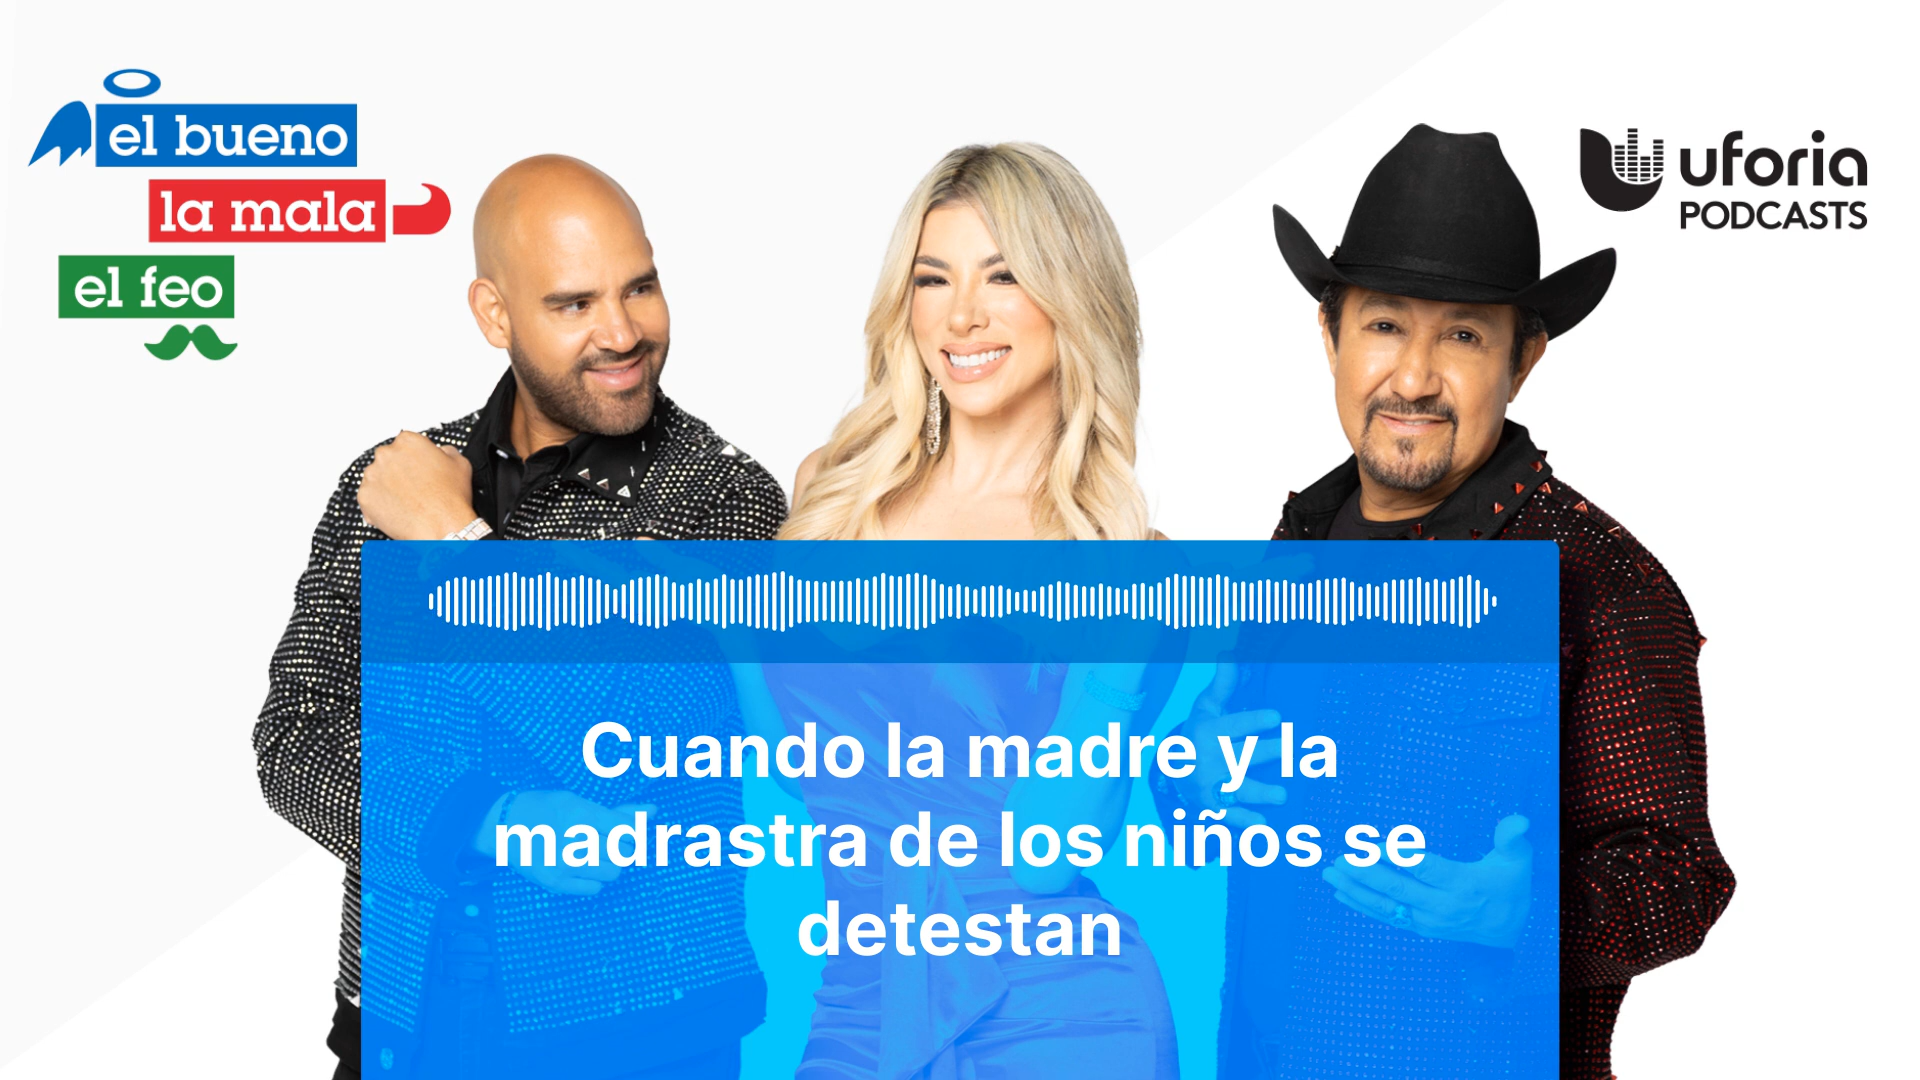 el bueno
la mala
el feo
uforia
PODCASTS
Cuando la madre y la
madrastra de los niños se
detestan